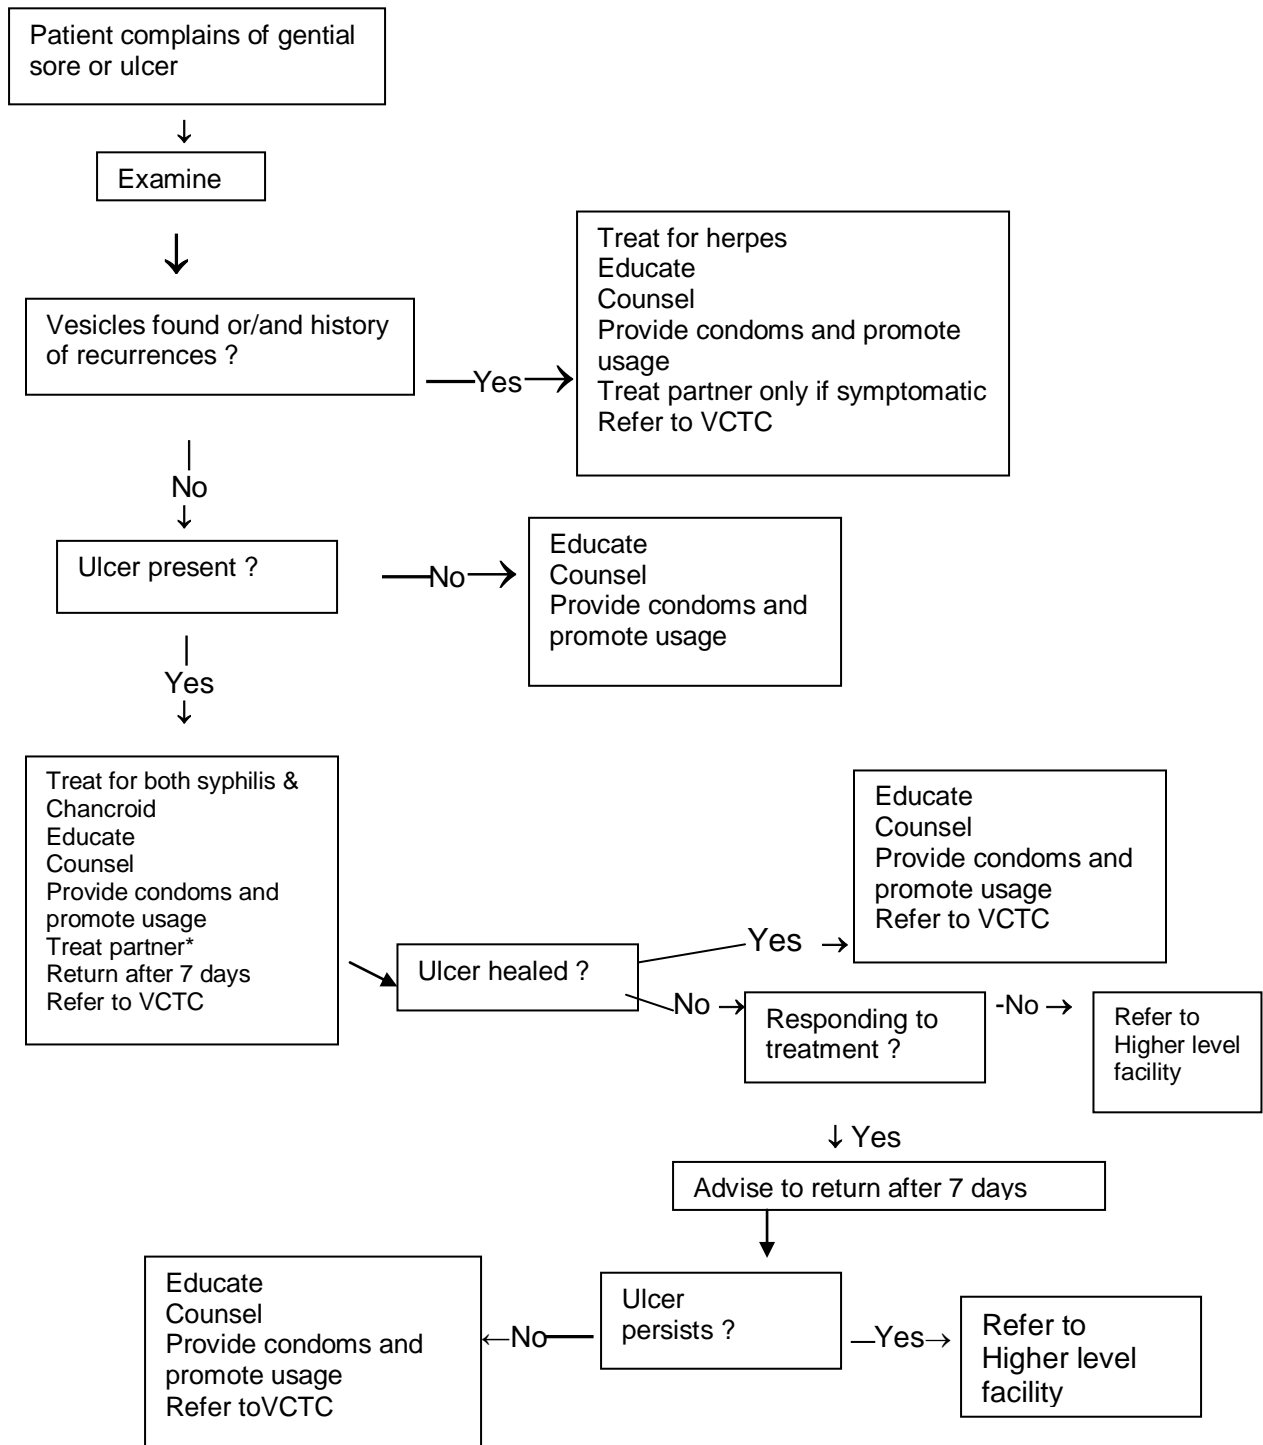 Patient complains of gential
sore or ulcer
↓
Examine
↓
Vesicles found or/and history
of recurrences ?
Yes→
Treat for herpes
Educate
Counsel
Provide condoms and promote
usage
Treat partner only if symptomatic
Refer to VCTC
No
↓
Ulcer present ?
No→
Educate
Counsel
Provide condoms and
promote usage
Yes
↓
Treat for both syphilis &
Chancroid
Educate
Counsel
Provide condoms and
promote usage
Treat partner*
Return after 7 days
Refer to VCTC
Ulcer healed ?
Yes →
Educate
Counsel
Provide condoms and
promote usage
Refer to VCTC
No →
Responding to
treatment ?
-No →
Refer to
Higher level
facility
↓ Yes
Advise to return after 7 days
Ulcer
persists ?
←No
Educate
Counsel
Provide condoms and
promote usage
Refer toVCTC
Yes→
Refer to
Higher level
facility